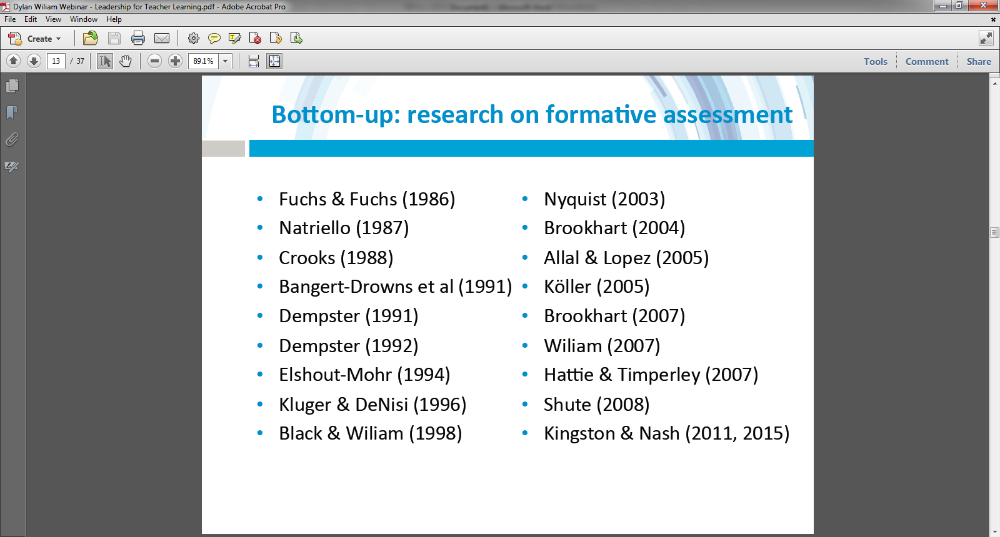 Dylan Wiliam Webinar - Leadership for Teacher Learning.pdf - Adobe Acrobat Pro
File Edit View Window Help
Create
13 / 37 89.1% Tools Comment Share
Bottom-up: research on formative assessment
• Fuchs & Fuchs (1986)
• Natriello (1987)
• Crooks (1988)
• Bangert-Drowns et al (1991)
• Dempster (1991)
• Dempster (1992)
• Elshout-Mohr (1994)
• Kluger & DeNisi (1996)
• Black & Wiliam (1998)
• Nyquist (2003)
• Brookhart (2004)
• Allal & Lopez (2005)
• Köller (2005)
• Brookhart (2007)
• Wiliam (2007)
• Hattie & Timperley (2007)
• Shute (2008)
• Kingston & Nash (2011, 2015)